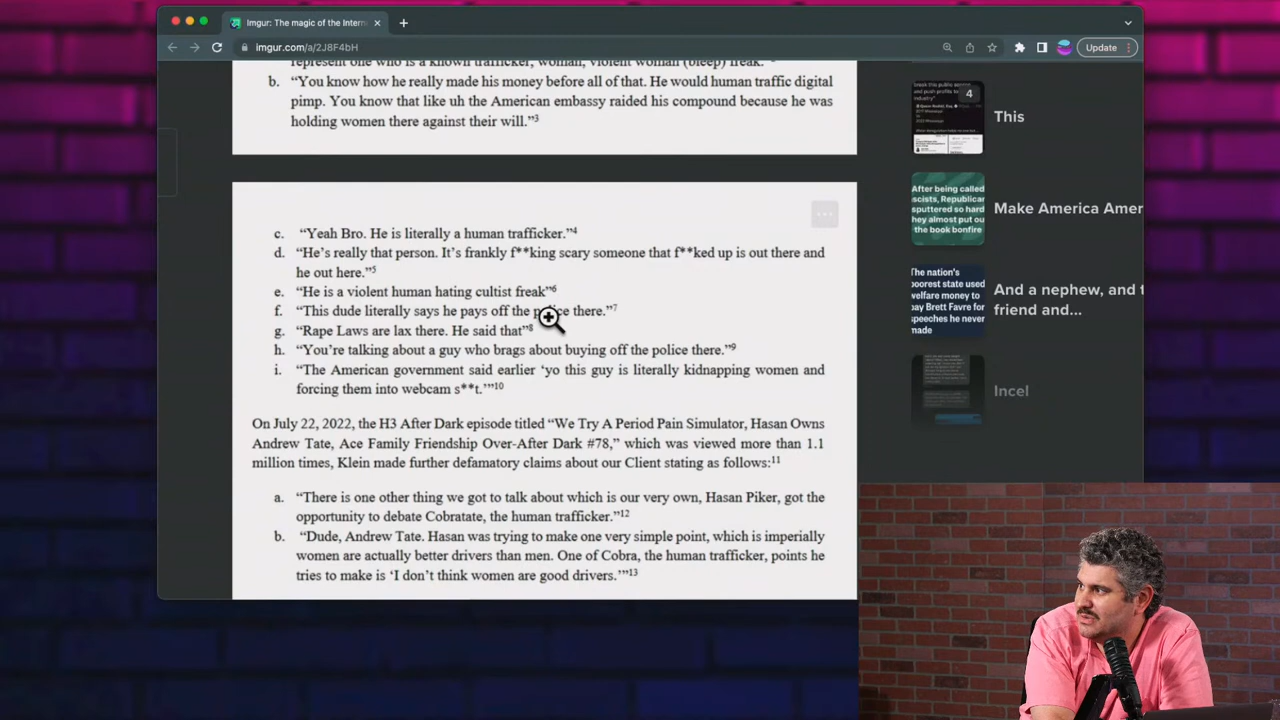 Imgur: The magic of the Intern
imgur.com/a/2J8F4bH
Update
represent one who is a known trafficker, woman, violent woman (bleep) freak.
b. “You know how he really made his money before all of that. He would human traffic digital
pimp. You know that like uh the American embassy raided his compound because he was
holding women there against their will.”3
c. “Yeah Bro. He is literally a human trafficker.”4
d. “He’s really that person. It’s frankly f**king scary someone that f**ked up is out there and
he out here.”5
e. “He is a violent human hating cultist freak”6
f. “This dude literally says he pays off the police there.”7
g. “Rape Laws are lax there. He said that”8
h. “You’re talking about a guy who brags about buying off the police there.”9
i. “The American government said earlier ‘yo this guy is literally kidnapping women and
forcing them into webcam s**t.’”10
On July 22, 2022, the H3 After Dark episode titled “We Try A Period Pain Simulator, Hasan Owns
Andrew Tate, Ace Family Friendship Over-After Dark #78,” which was viewed more than 1.1
million times, Klein made further defamatory claims about our Client stating as follows:11
a. “There is one other thing we got to talk about which is our very own, Hasan Piker, got the
opportunity to debate Cobratate, the human trafficker.”12
b. “Dude, Andrew Tate. Hasan was trying to make one very simple point, which is imperially
women are actually better drivers than men. One of Cobra, the human trafficker, points he
tries to make is ‘I don’t think women are good drivers.’”13
4
This
After being called
scists, Republican
sputtered so hard
hey almost put ou
the book bonfire
Make America Amer
The nation's
poorest state used
welfare money to
pay Brett Favre for
speeches he never
made
And a nephew, and t
friend and...
Incel